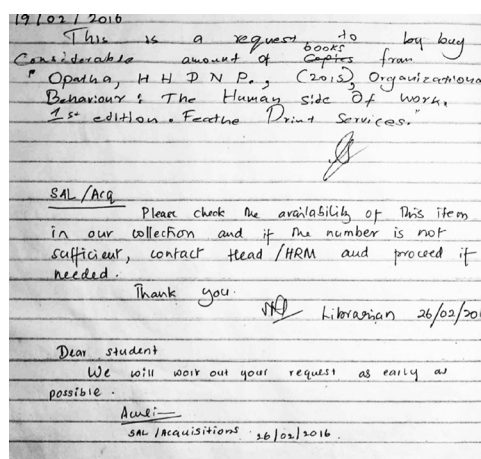 19/02/2016
This is a request to by buy
books
Considerable amount of Copies from
" Opatha, H H D N P., (2015), Organizationa
Behaviour : The Human side of work.
1st edition. Feathe Print Services."
SAL/Acq
Please check the availability of this item
in our collection and if the number is not
sufficient, contact Head/HRM and proceed if
needed.
Thank you.
Librarian 26/02/201
Dear student
We will work out your request as early as
possible.
SAL/Acquisitions 26/02/2016.